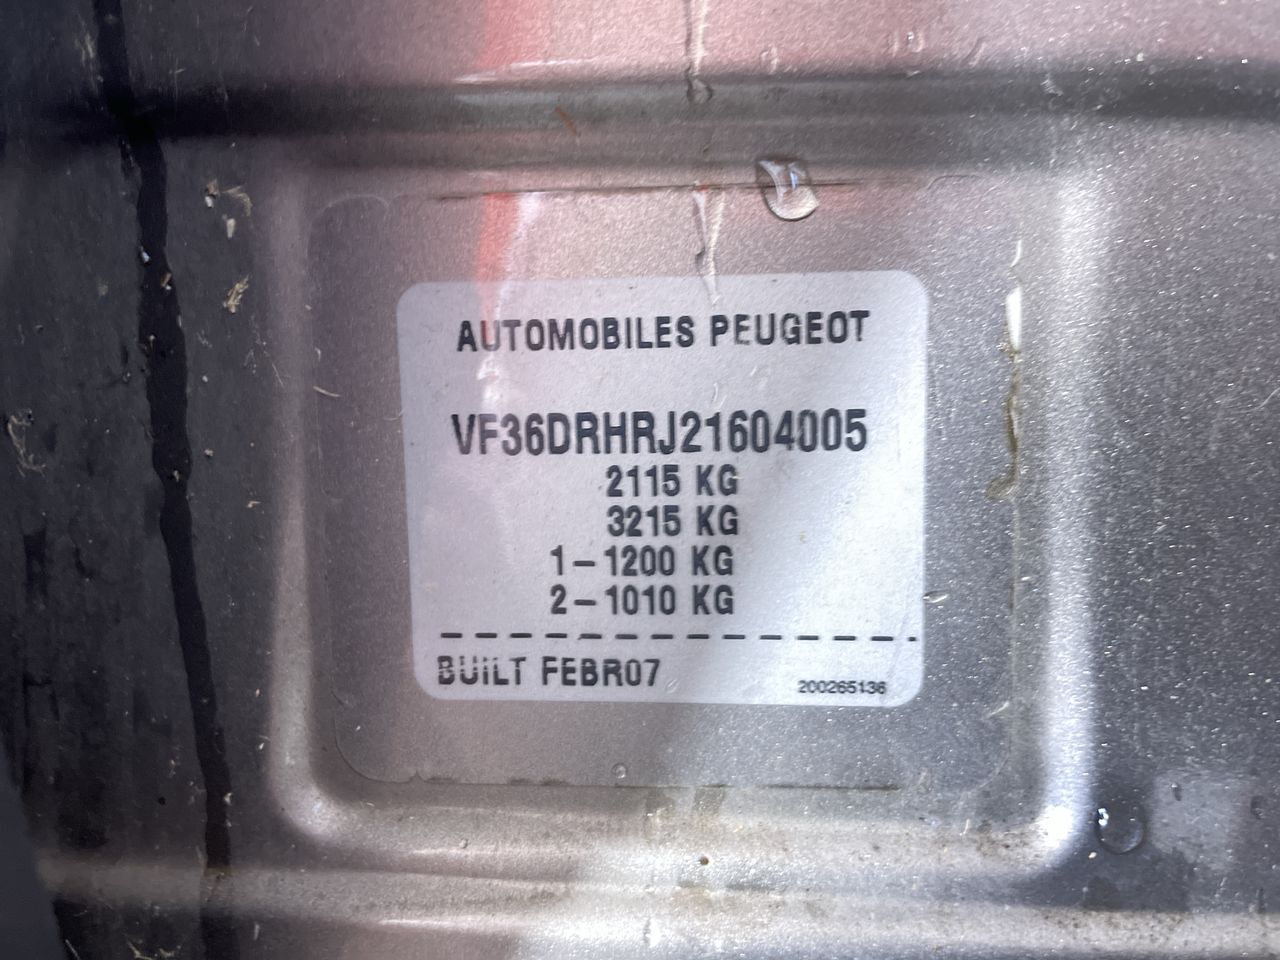 AUTOMOBILES PEUGEOT
VF36DRHRJ21604005
2115 KG
3215 KG
1-1200 KG
2-1010 KG
BUILT FEBR07
200265136